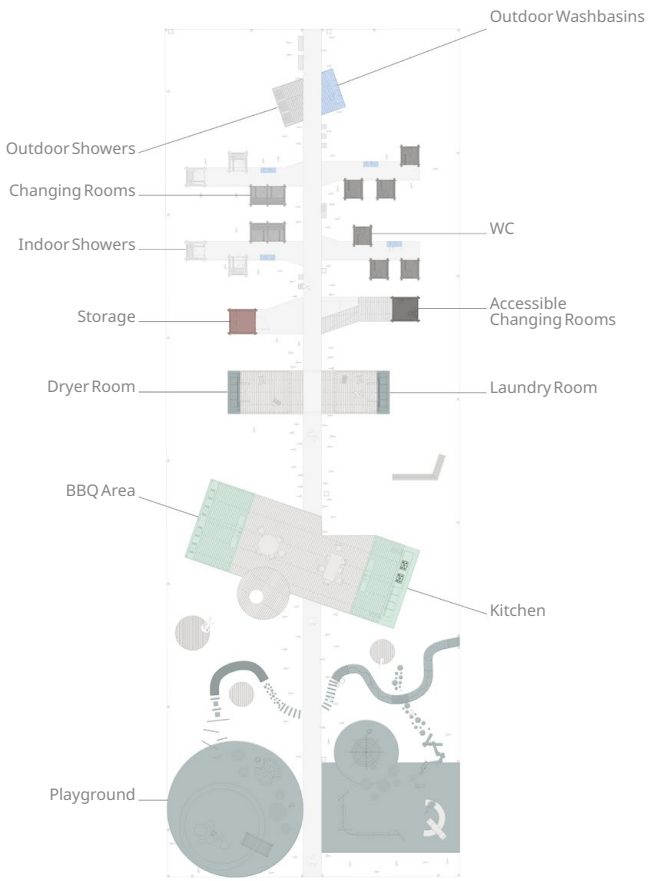 Outdoor Washbasins
Outdoor Showers
Changing Rooms
WC
Indoor Showers
Accessible
Changing Rooms
Storage
Dryer Room
Laundry Room
BBQ Area
Kitchen
Playground